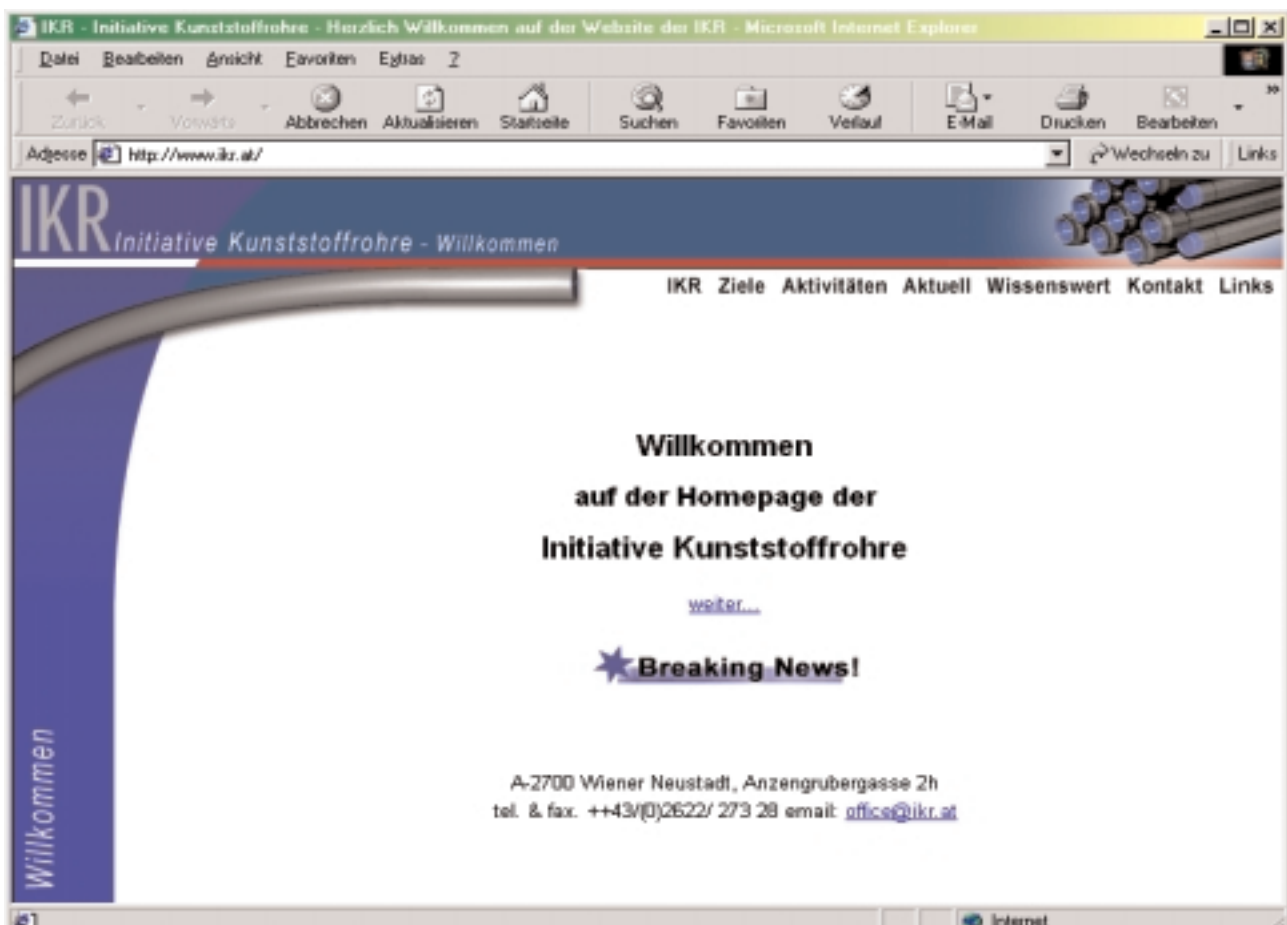 IKR - Initiative Kunststoffrohre - Herzlich Willkommen auf der Website der IKR - Microsoft Internet Explorer
Datei Bearbeiten Ansicht Favoriten Extras ?
Zurück Vorwärts Abbrechen Aktualisieren Startseite Suchen Favoriten Verlauf E-Mail Drucken Bearbeiten »
Adresse http://www.ikr.at/ Wechseln zu Links
IKR Initiative Kunststoffrohre - Willkommen
IKR Ziele Aktivitäten Aktuell Wissenswert Kontakt Links
Willkommen
auf der Homepage der
Initiative Kunststoffrohre
weiter...
Breaking News!
A-2700 Wiener Neustadt, Anzengrubergasse 2h
tel. & fax. ++43/(0)2622/ 273 28 email: office@ikr.at
Willkommen
Internet